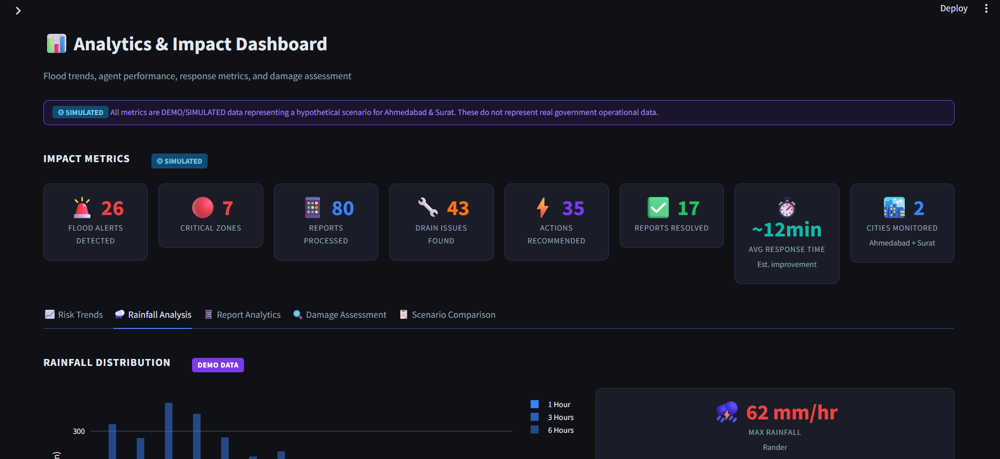 Deploy
Analytics & Impact Dashboard
Flood trends, agent performance, response metrics, and damage assessment
SIMULATED All metrics are DEMO/SIMULATED data representing a hypothetical scenario for Ahmedabad & Surat. These do not represent real government operational data.
IMPACT METRICS SIMULATED
26
FLOOD ALERTS
DETECTED
7
CRITICAL ZONES
80
REPORTS
PROCESSED
43
DRAIN ISSUES
FOUND
35
ACTIONS
RECOMMENDED
17
REPORTS RESOLVED
~12min
AVG RESPONSE TIME
Est. improvement
2
CITIES MONITORED
Ahmedabad + Surat
Risk Trends Rainfall Analysis Report Analytics Damage Assessment Scenario Comparison
RAINFALL DISTRIBUTION DEMO DATA
300
1 Hour
3 Hours
6 Hours
62 mm/hr
MAX RAINFALL
Rander